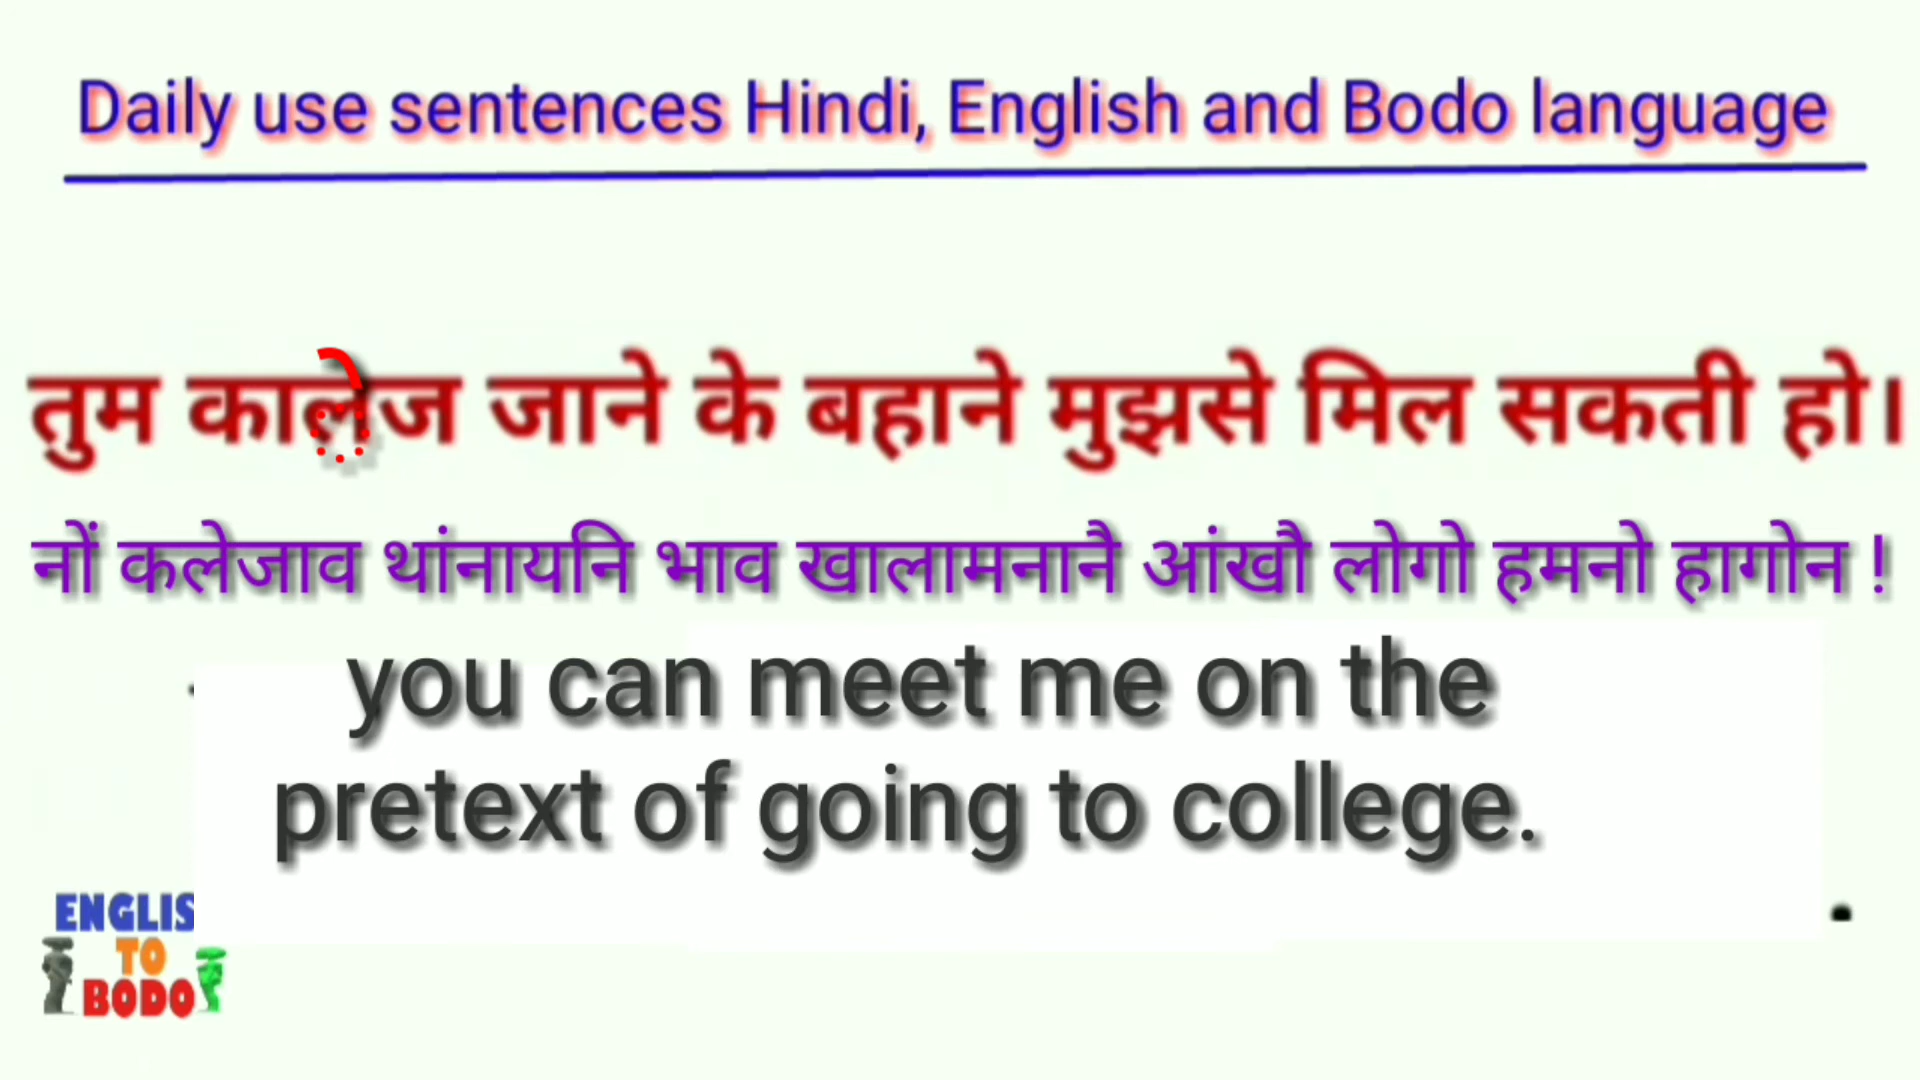 Daily use sentences Hindi, English and Bodo language
तुम कालेज जाने के बहाने मुझसे मिल सकती हो।
नों कलेजाव थांनायनि भाव खालामनानै आंखौ लोगो हमनो हागोन !
you can meet me on the
pretext of going to college.
ENGLIS
TO
BODO